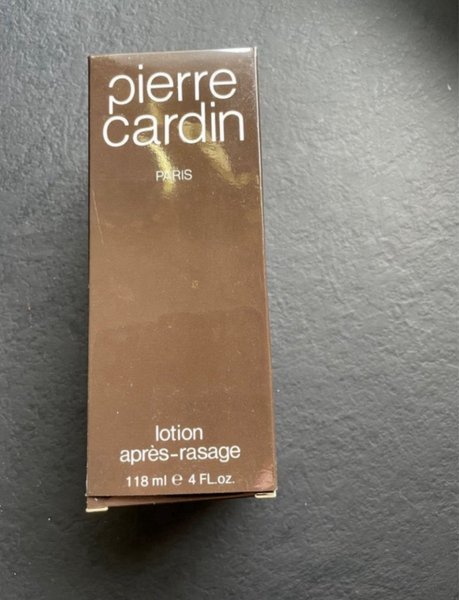 pierre
cardin
PARIS
lotion
après-rasage
118 ml ℮ 4 FL.oz.